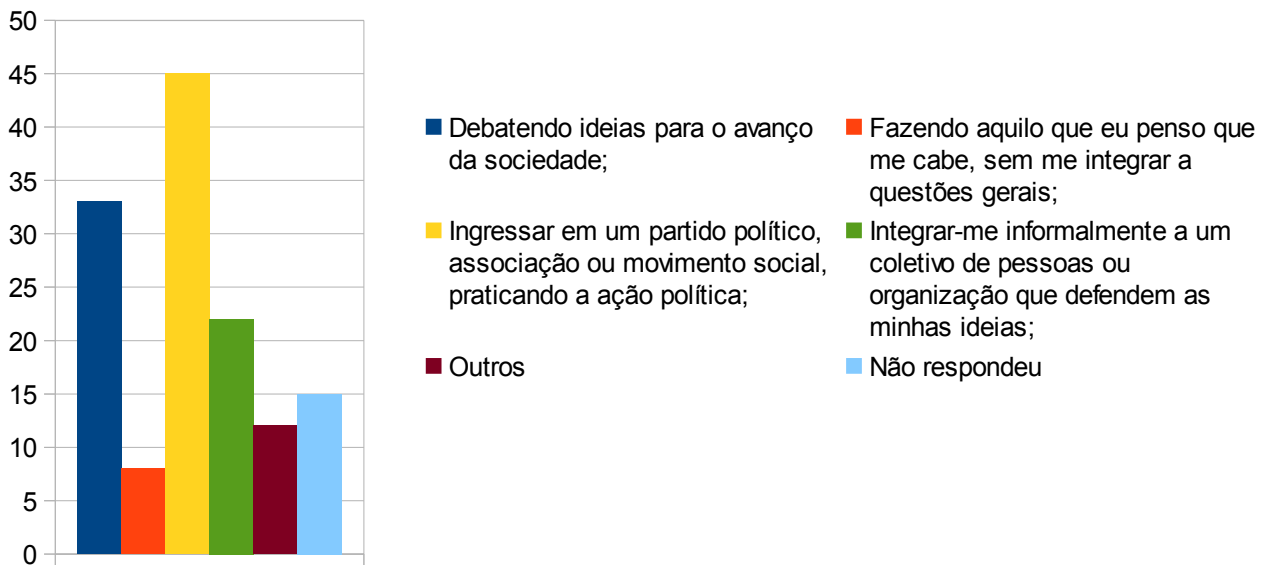 50
45
40
35
30
25
20
15
10
5
0
Debatendo ideias para o avanço
da sociedade;
Fazendo aquilo que eu penso que
me cabe, sem me integrar a
questões gerais;
Ingressar em um partido político,
associação ou movimento social,
praticando a ação política;
Integrar-me informalmente a um
coletivo de pessoas ou
organização que defendem as
minhas ideias;
Outros
Não respondeu